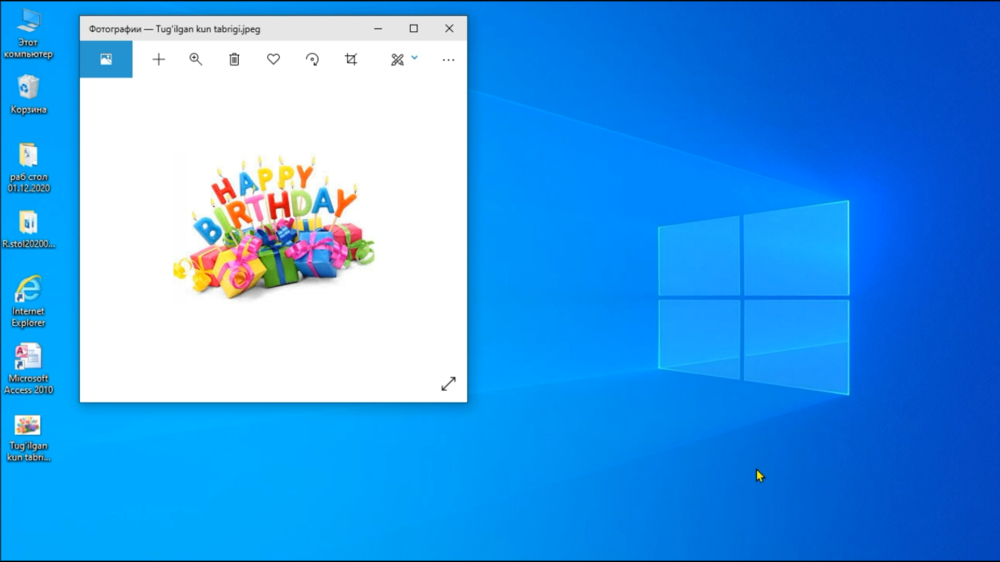 Этот
компьютер
Корзина
раб стол
01.12.2020
R.stol20200...
Internet
Explorer
Microsoft
Access 2010
Tug'ilgan
kun tabri...
Фотографии — Tug'ilgan kun tabrigi.jpeg
HAPPY
BIRTHDAY